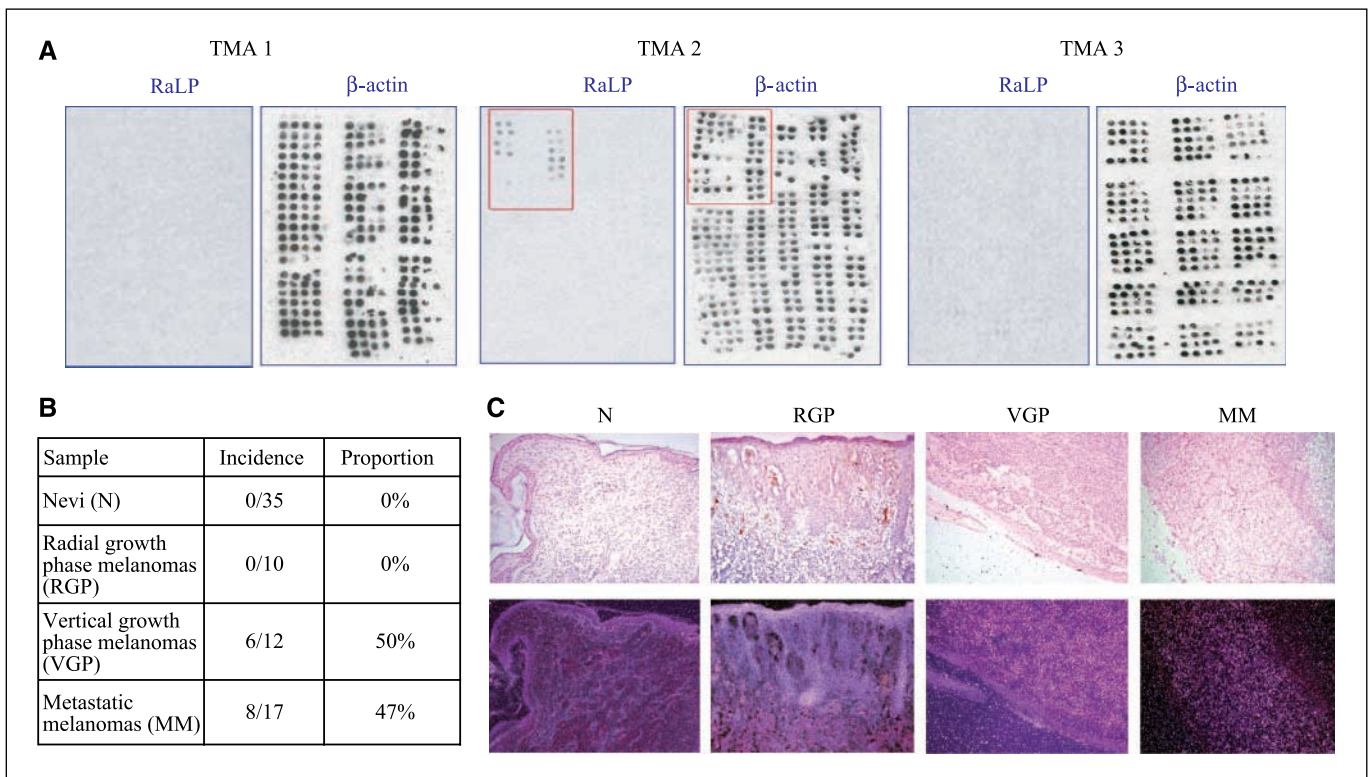 A
TMA 1
TMA 2
TMA 3
RaLP
β-actin
RaLP
β-actin
RaLP
β-actin
B
Sample
Incidence
Proportion
Nevi (N)
0/35
0%
Radial growth
phase melanomas
(RGP)
0/10
0%
Vertical growth
phase melanomas
(VGP)
6/12
50%
Metastatic
melanomas (MM)
8/17
47%
C
N
RGP
VGP
MM